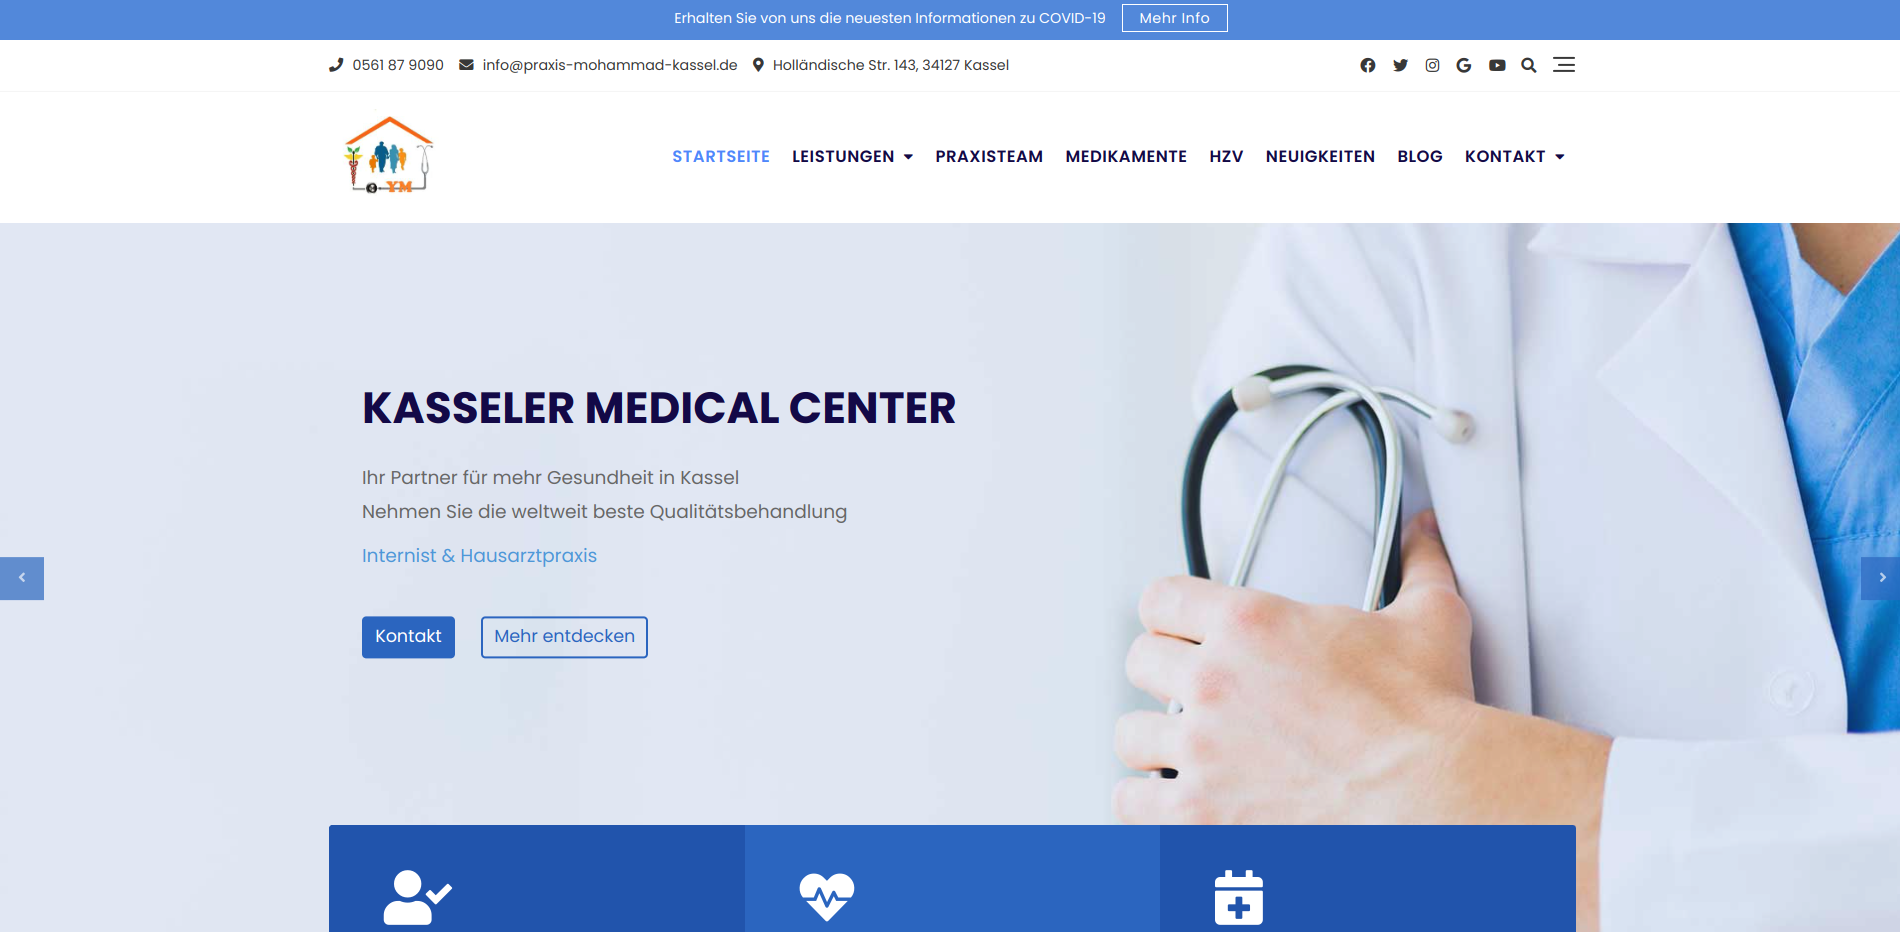 Erhalten Sie von uns die neuesten Informationen zu COVID-19 Mehr Info
0561 87 9090 info@praxis-mohammad-kassel.de Holländische Str. 143, 34127 Kassel
YM
STARTSEITE LEISTUNGEN PRAXISTEAM MEDIKAMENTE HZV NEUIGKEITEN BLOG KONTAKT
KASSELER MEDICAL CENTER
Ihr Partner für mehr Gesundheit in Kassel
Nehmen Sie die weltweit beste Qualitätsbehandlung
Internist & Hausarztpraxis
Kontakt Mehr entdecken